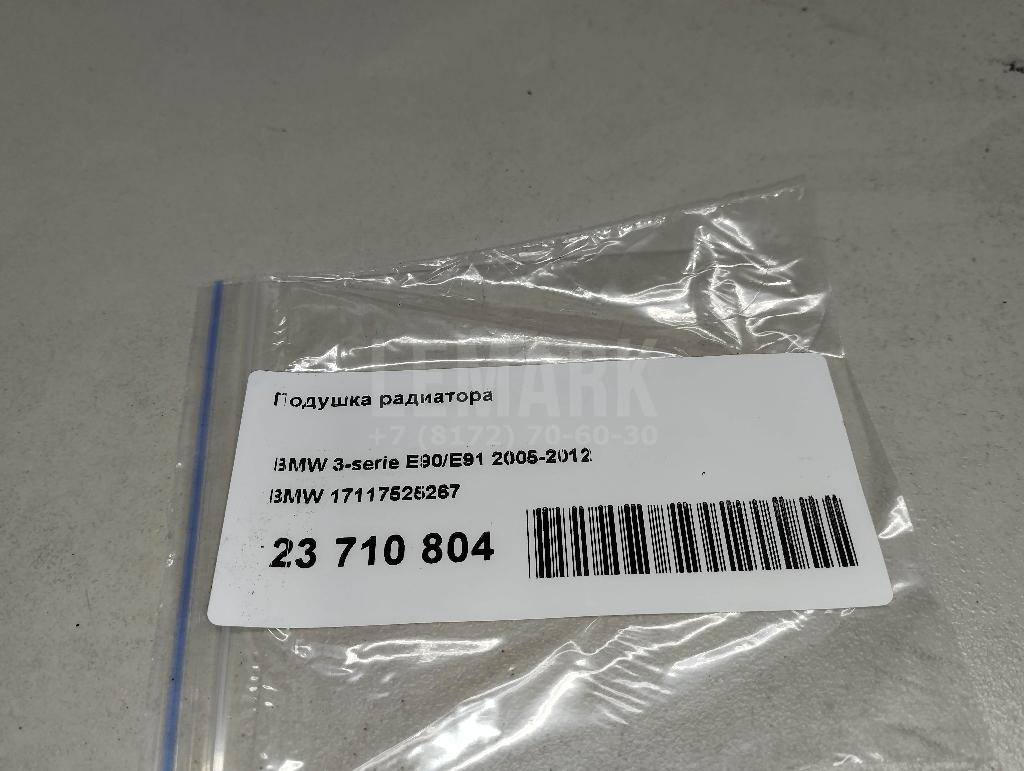 LEMARK
+7 (8172) 70-60-30
Подушка радиатора
BMW 3-serie E90/E91 2005-2012
BMW 17117525267
23 710 804